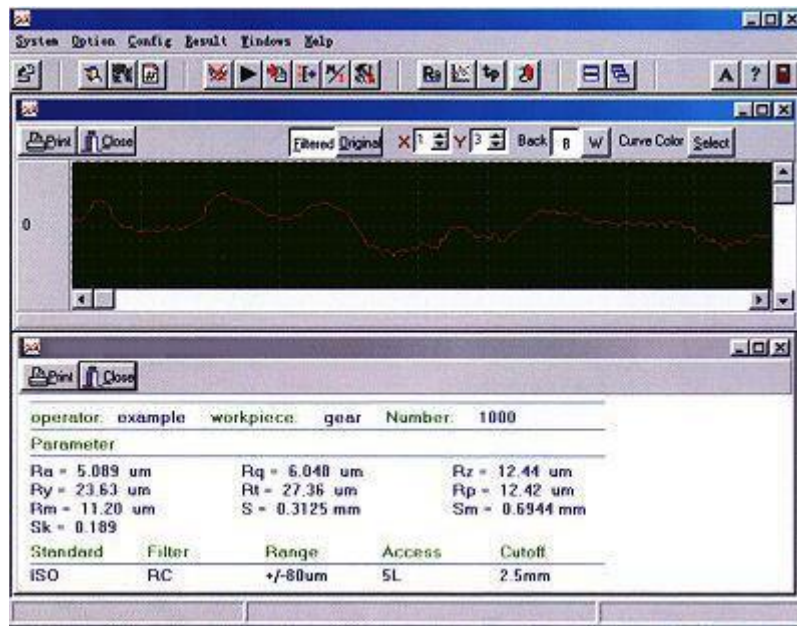 System Option Config Result Windows Help
Ra tp A ?
Print Close Filtered Original X 1 Y 3 Back B W Curve Color Select
0
Print Close
operator: example workpiece: gear Number: 1000
Parameter
Ra = 5.089 um Rq = 6.048 um Rz = 12.44 um
Ry = 23.63 um Rt = 27.36 um Rp = 12.42 um
Rm = 11.20 um S = 0.3125 mm Sm = 0.6944 mm
Sk = 0.189
Standard Filter Range Access Cutoff
ISO RC +/-80um 5L 2.5mm